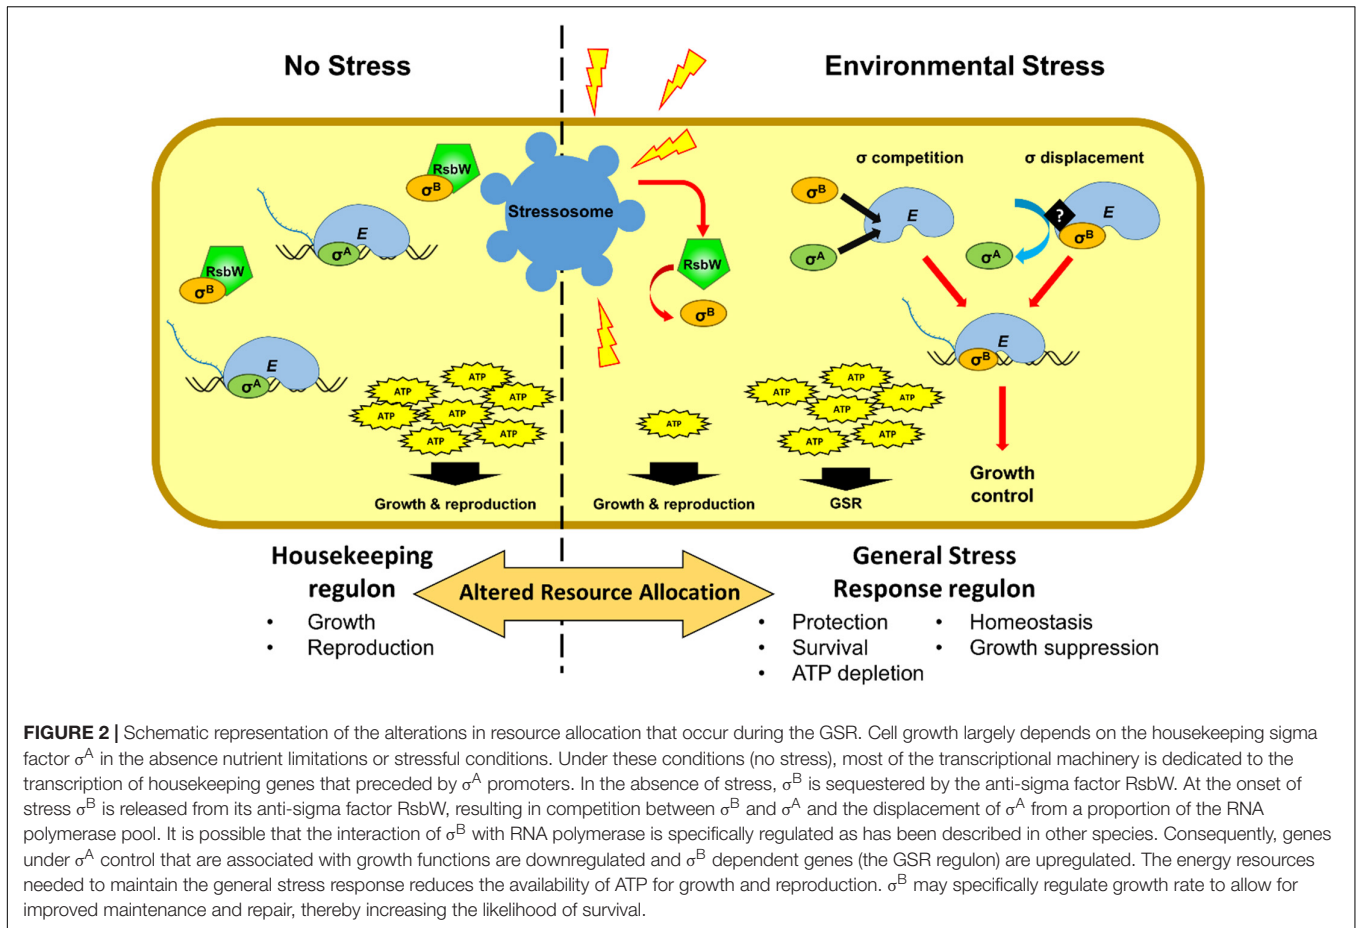 No Stress
Environmental Stress
RsbW
σB
Stressosome
σ competition
σ displacement
σB
E
?
E
σB
E
σA
RsbW
σA
σA
RsbW
σB
σB
E
σB
E
σA
ATP
ATP
ATP
ATP
ATP
ATP
ATP
ATP
ATP
ATP
ATP
ATP
ATP
ATP
Growth
control
Growth & reproduction
Growth & reproduction
GSR
Housekeeping
regulon
• Growth
• Reproduction
Altered Resource Allocation
General Stress
Response regulon
• Protection
• Survival
• ATP depletion
• Homeostasis
• Growth suppression
FIGURE 2 | Schematic representation of the alterations in resource allocation that occur during the GSR. Cell growth largely depends on the housekeeping sigma
factor σA in the absence nutrient limitations or stressful conditions. Under these conditions (no stress), most of the transcriptional machinery is dedicated to the
transcription of housekeeping genes that preceded by σA promoters. In the absence of stress, σB is sequestered by the anti-sigma factor RsbW. At the onset of
stress σB is released from its anti-sigma factor RsbW, resulting in competition between σB and σA and the displacement of σA from a proportion of the RNA
polymerase pool. It is possible that the interaction of σB with RNA polymerase is specifically regulated as has been described in other species. Consequently, genes
under σA control that are associated with growth functions are downregulated and σB dependent genes (the GSR regulon) are upregulated. The energy resources
needed to maintain the general stress response reduces the availability of ATP for growth and reproduction. σB may specifically regulate growth rate to allow for
improved maintenance and repair, thereby increasing the likelihood of survival.